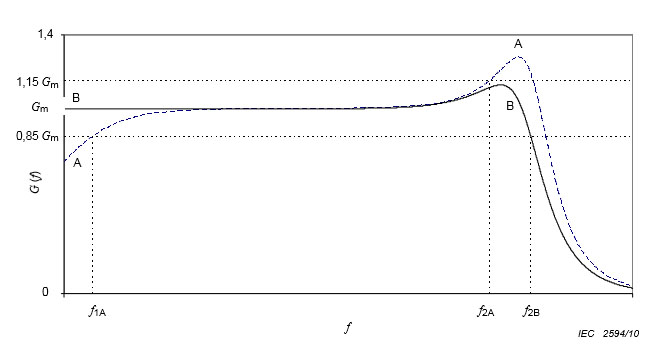 1,4
A
1,15 Gm
B
Gm
B
0,85 Gm
A
G (f)
0
f1A
f2A
f2B
f
IEC 2594/10